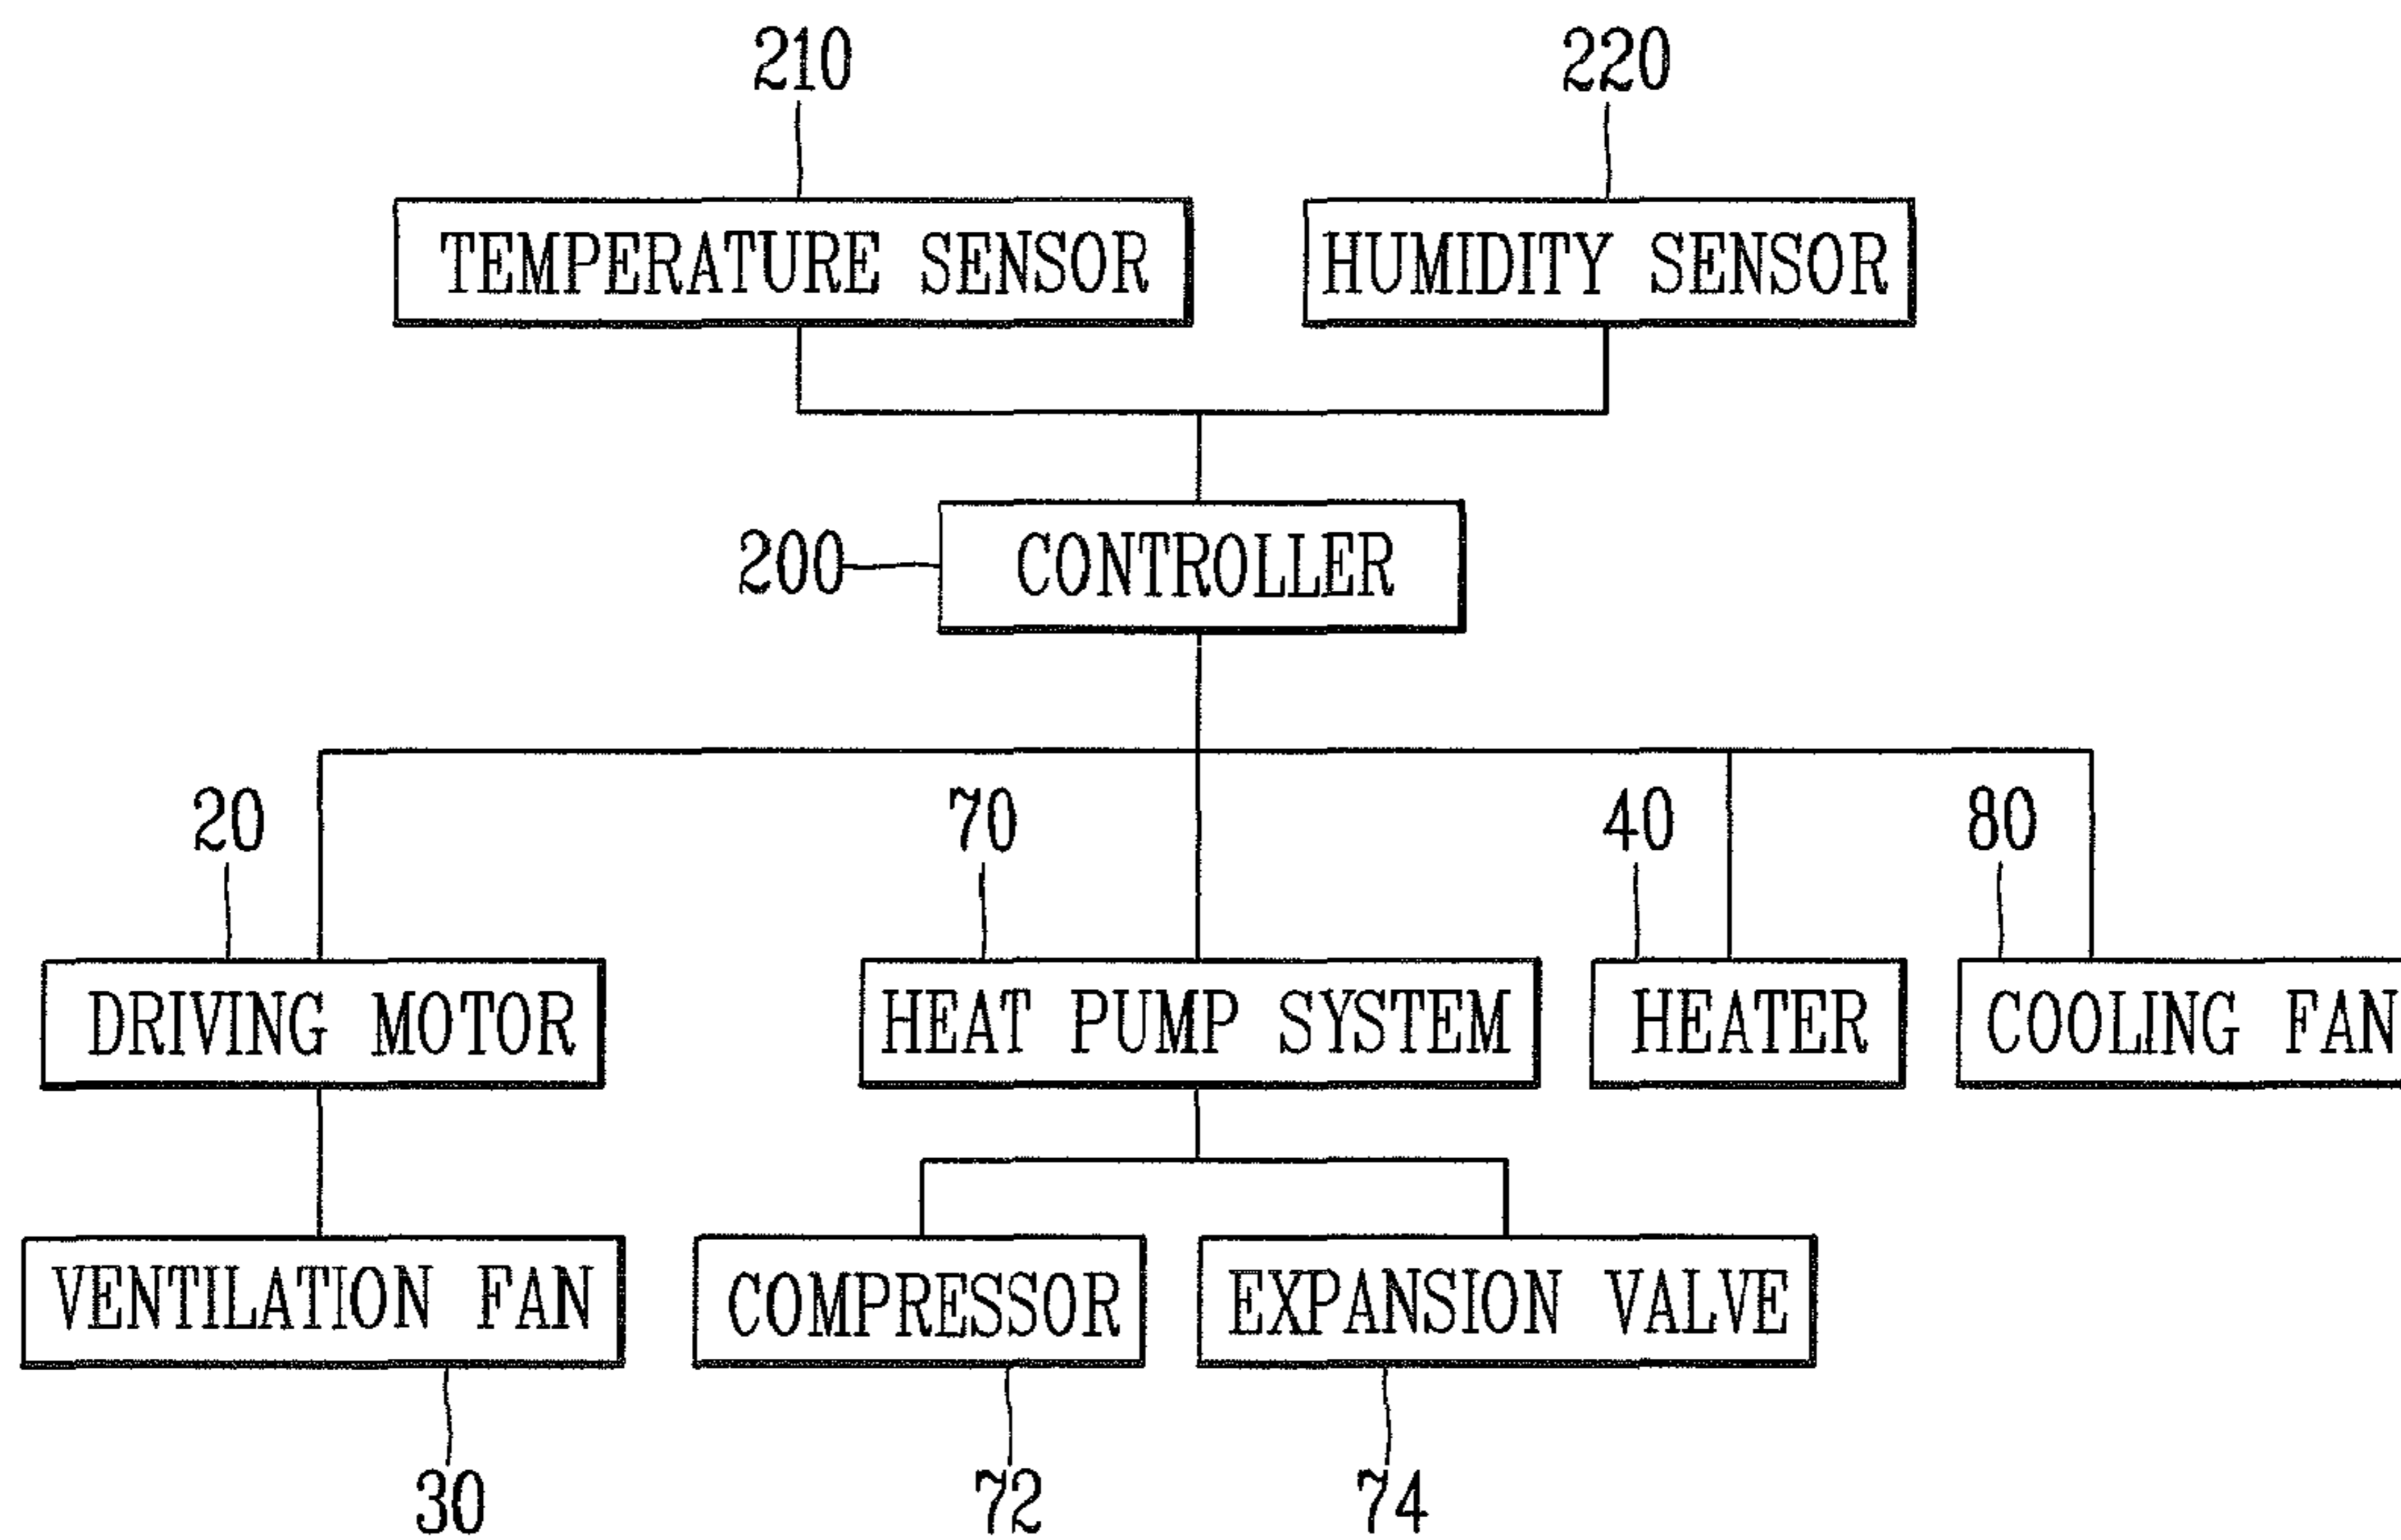 210 220
TEMPERATURE SENSOR HUMIDITY SENSOR
200 CONTROLLER
20 70 40 80
DRIVING MOTOR HEAT PUMP SYSTEM HEATER COOLING FAN
VENTILATION FAN COMPRESSOR EXPANSION VALVE
30 72 74